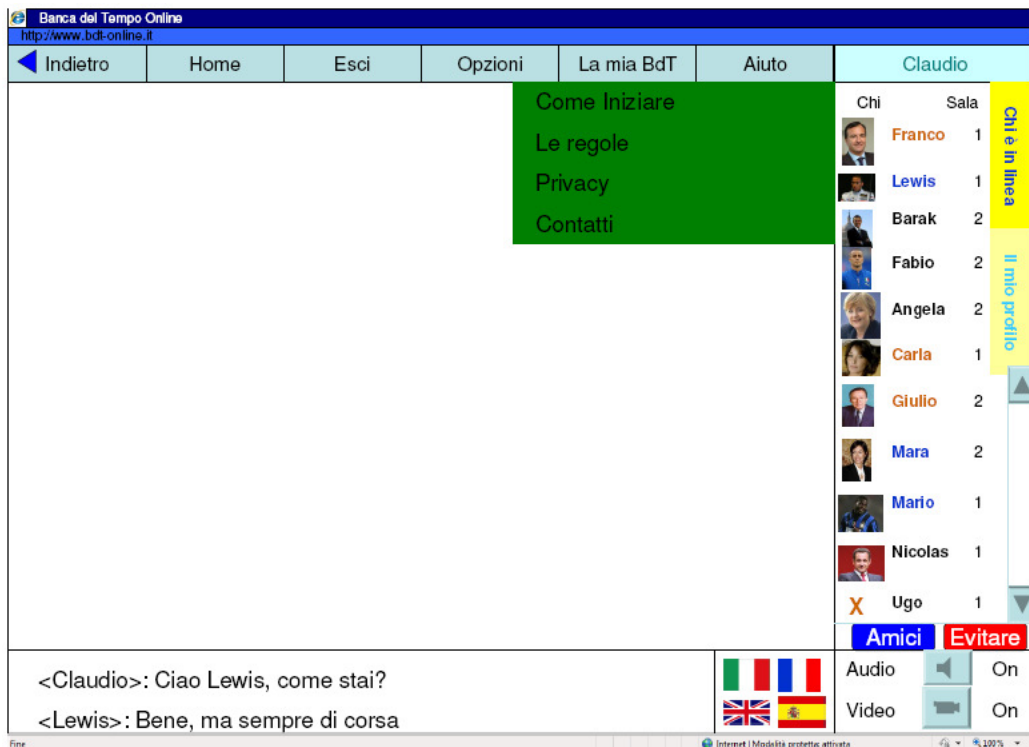 Banca del Tempo Online
http://www.bdt-online.it
Indietro Home Esci Opzioni La mia BdT Aiuto Claudio
Come Iniziare
Le regole
Privacy
Contatti
Chi Sala
Franco 1
Lewis 1
Barak 2
Fabio 2
Angela 2
Carla 1
Giulio 2
Mara 2
Mario 1
Nicolas 1
X Ugo 1
Chi è in linea
Il mio profilo
Amici Evitare
<Claudio>: Ciao Lewis, come stai?
<Lewis>: Bene, ma sempre di corsa
Audio On
Video On
Fine Internet | Modalità protetta: attivata 100%